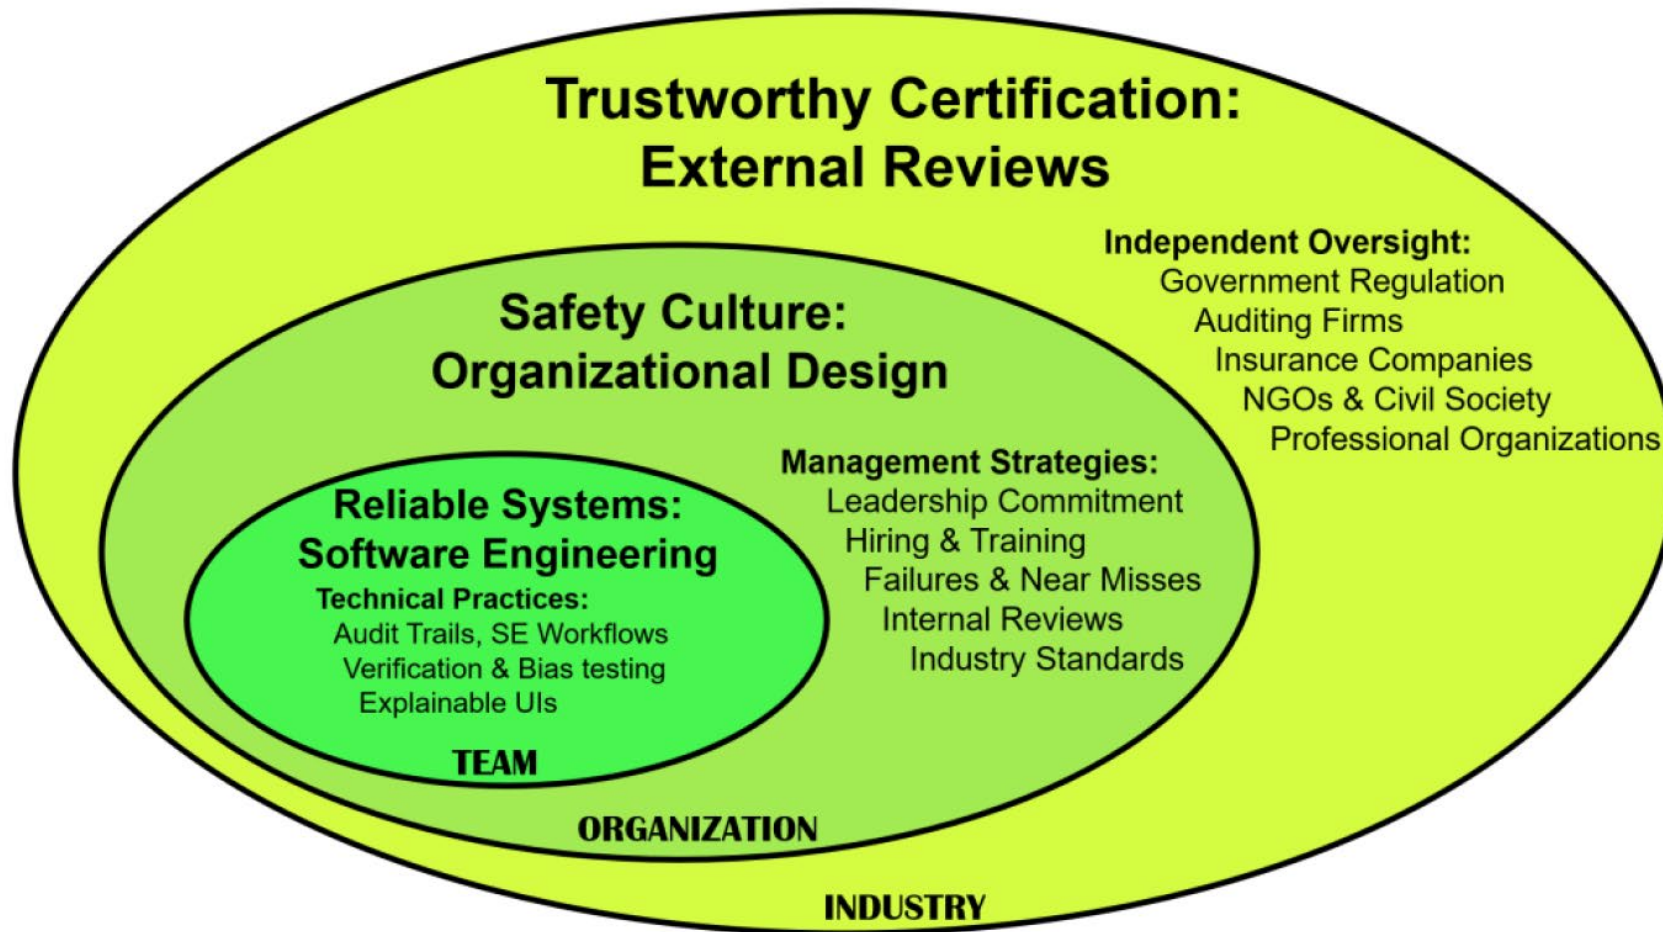 Trustworthy Certification:
External Reviews
Independent Oversight:
Government Regulation
Auditing Firms
Insurance Companies
NGOs & Civil Society
Professional Organizations
Safety Culture:
Organizational Design
Management Strategies:
Leadership Commitment
Hiring & Training
Failures & Near Misses
Internal Reviews
Industry Standards
Reliable Systems:
Software Engineering
Technical Practices:
Audit Trails, SE Workflows
Verification & Bias testing
Explainable UIs
TEAM
ORGANIZATION
INDUSTRY